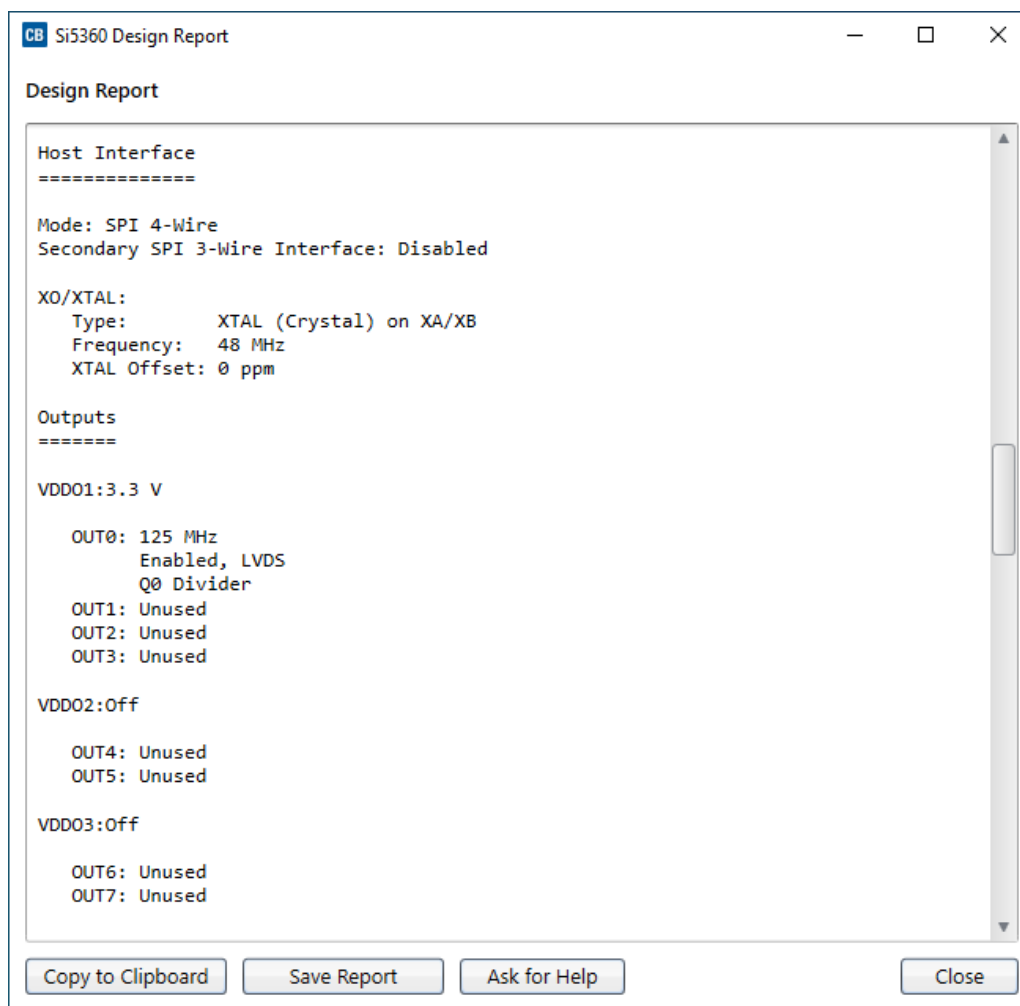 CB Si5360 Design Report
Design Report
Host Interface
==============
Mode: SPI 4-Wire
Secondary SPI 3-Wire Interface: Disabled
XO/XTAL:
Type: XTAL (Crystal) on XA/XB
Frequency: 48 MHz
XTAL Offset: 0 ppm
Outputs
=======
VDDO1:3.3 V
OUT0: 125 MHz
Enabled, LVDS
Q0 Divider
OUT1: Unused
OUT2: Unused
OUT3: Unused
VDDO2:Off
OUT4: Unused
OUT5: Unused
VDDO3:Off
OUT6: Unused
OUT7: Unused
Copy to Clipboard Save Report Ask for Help Close